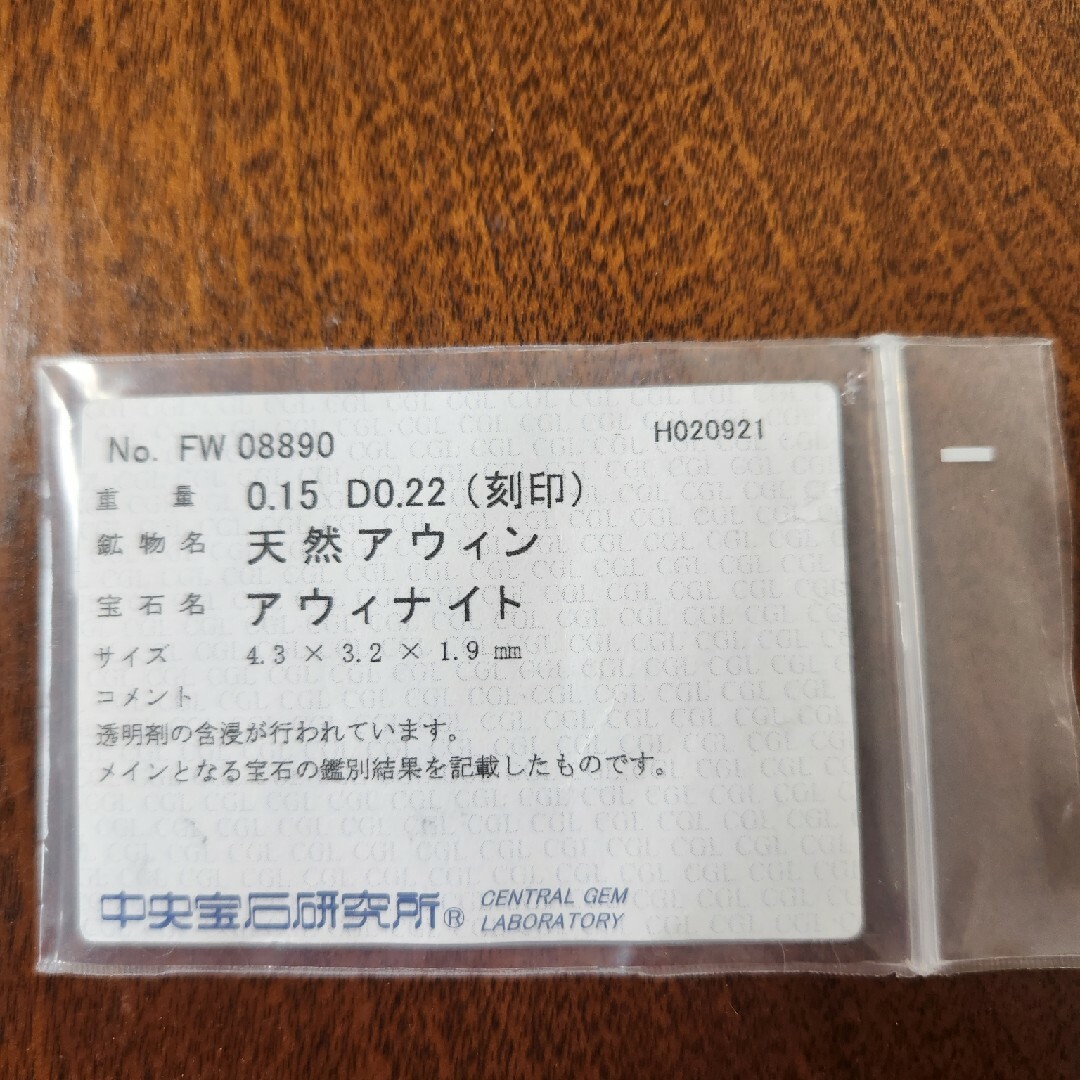 No. FW 08890
H020921
重量 0.15 D0.22（刻印）
鉱物名 天然アウィン
宝石名 アウィナイト
サイズ 4.3 × 3.2 × 1.9 mm
コメント
透明剤の含浸が行われています。
メインとなる宝石の鑑別結果を記載したものです。
中央宝石研究所® CENTRAL GEM
LABORATORY